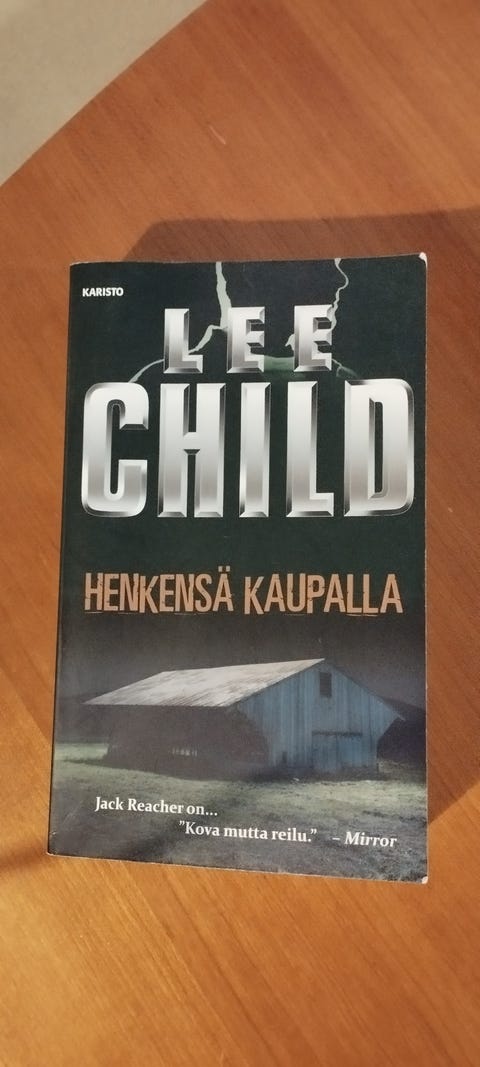 KARISTO
LEE
CHILD
HENKENSÄ KAUPALLA
Jack Reacher on...
"Kova mutta reilu." – Mirror